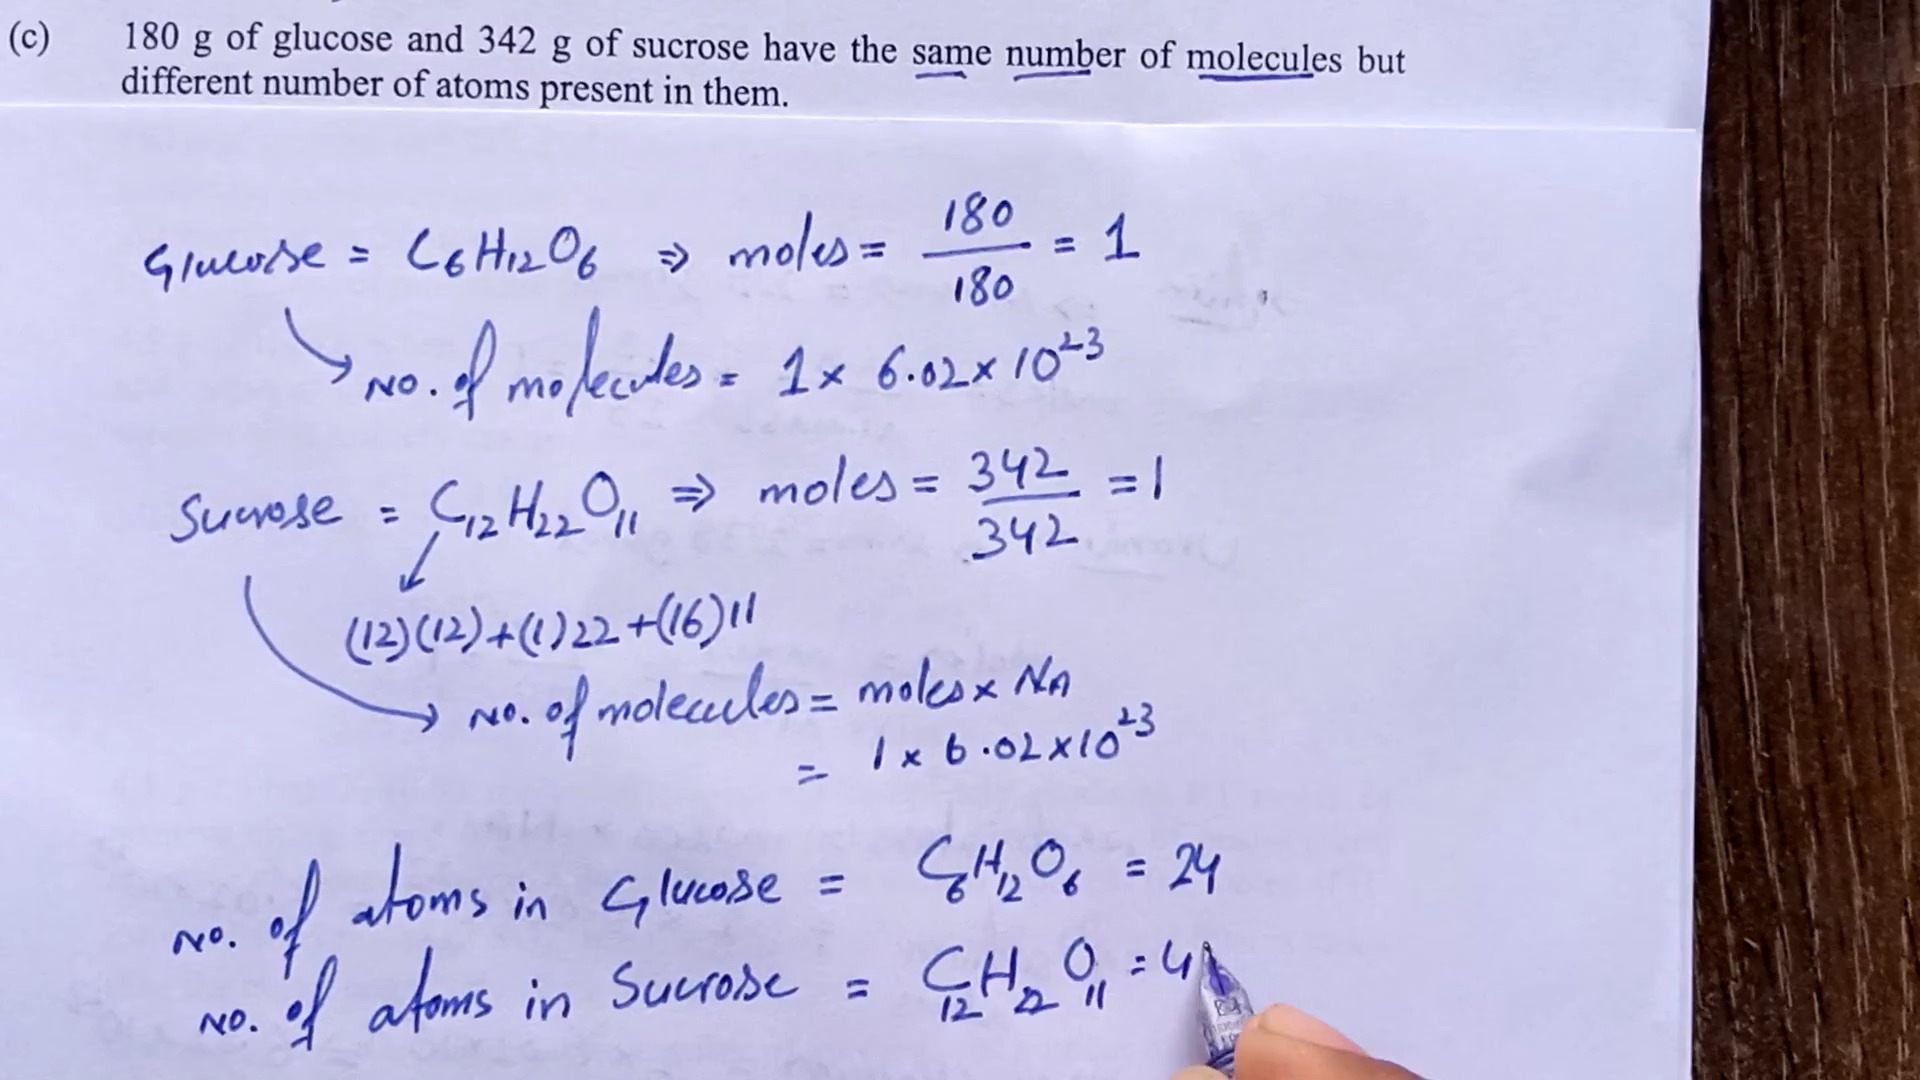 (c) 180 g of glucose and 342 g of sucrose have the same number of molecules but
different number of atoms present in them.
Glucose = C6H12O6 ⇒ moles = 180/180 = 1
No. of molecules = 1 × 6.02 × 10^23
Sucrose = C12H22O11 ⇒ moles = 342/342 = 1
(12)(12)+(1)22+(16)11
No. of molecules = moles × NA
= 1 × 6.02 × 10^23
No. of atoms in Glucose = C6H12O6 = 24
No. of atoms in Sucrose = C12H22O11 = 4